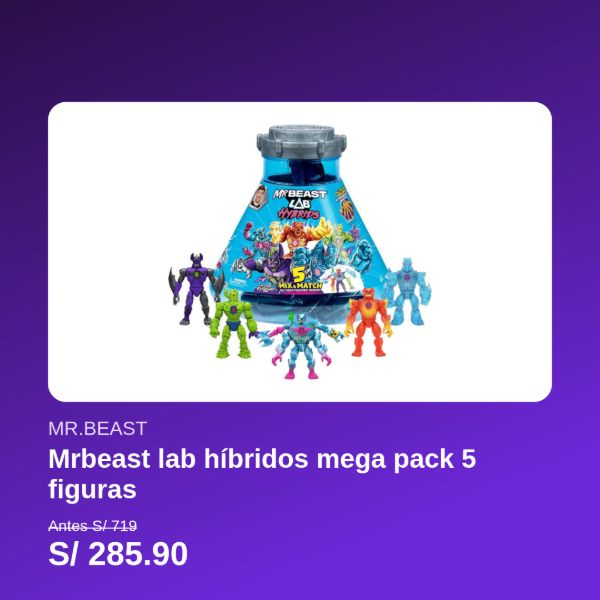 MRBEAST
LAB
HYBRIDS
5
MIX & MATCH
MR.BEAST
Mrbeast lab híbridos mega pack 5
figuras
Antes S/ 719
S/ 285.90